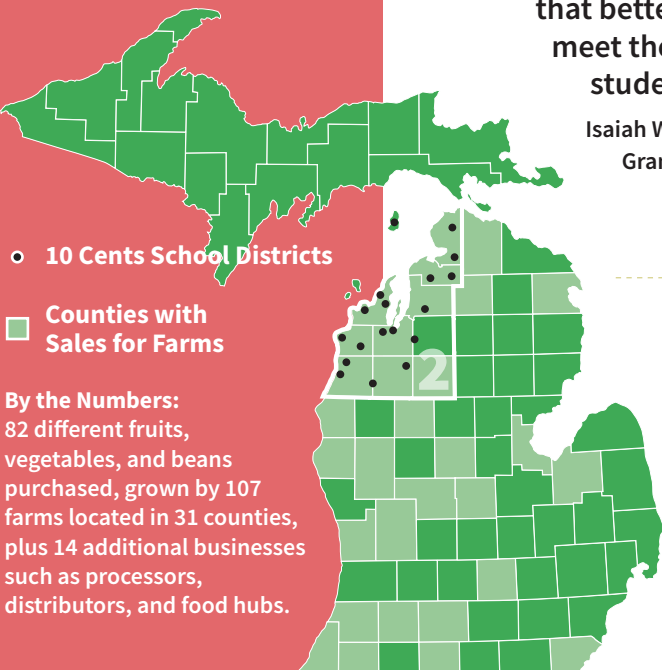 that bette
meet the
stude
Isaiah W
Gran
10 Cents School Districts
Counties with
Sales for Farms
2
By the Numbers:
82 different fruits,
vegetables, and beans
purchased, grown by 107
farms located in 31 counties,
plus 14 additional businesses
such as processors,
distributors, and food hubs.